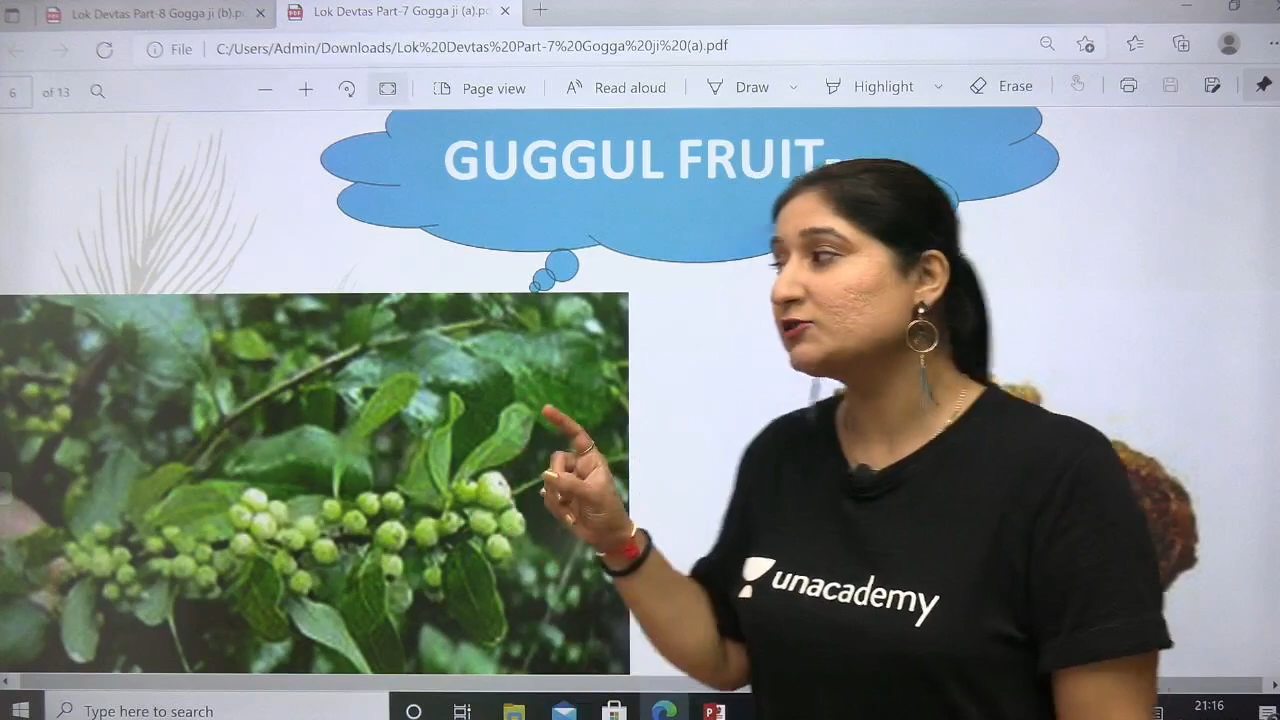 Lok Devtas Part-8 Gogga ji (b).p
Lok Devtas Part-7 Gogga ji (a).pd
File
C:/Users/Admin/Downloads/Lok%20Devtas%20Part-7%20Gogga%20ji%20(a).pdf
6 of 13
Page view
Read aloud
Draw
Highlight
Erase
GUGGUL FRUIT-
unacademy
Type here to search
21:16